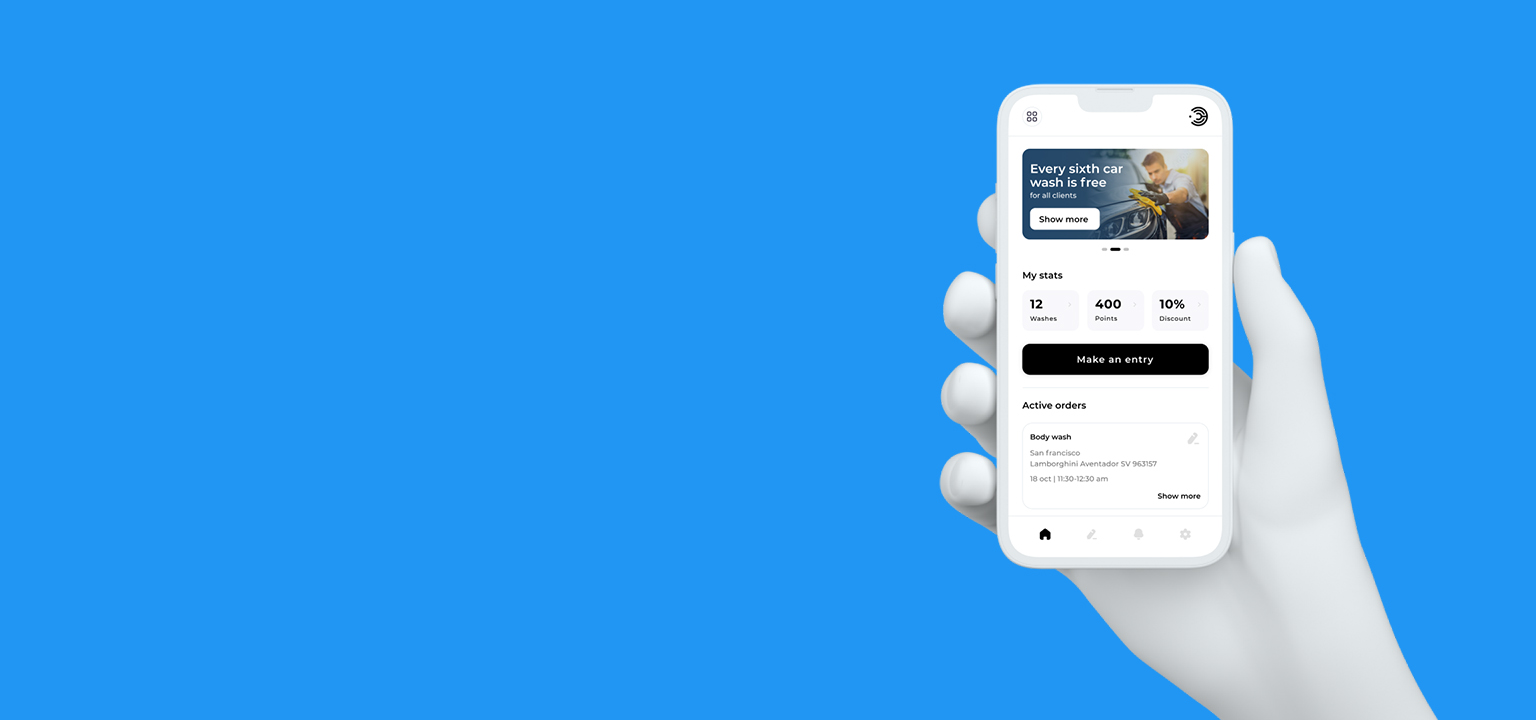 Every sixth car
wash is free
for all clients
Show more
My stats
12
Washes
400
Points
10%
Discount
Make an entry
Active orders
Body wash
San francisco
Lamborghini Aventador SV 963157
18 oct | 11:30-12:30 am
Show more